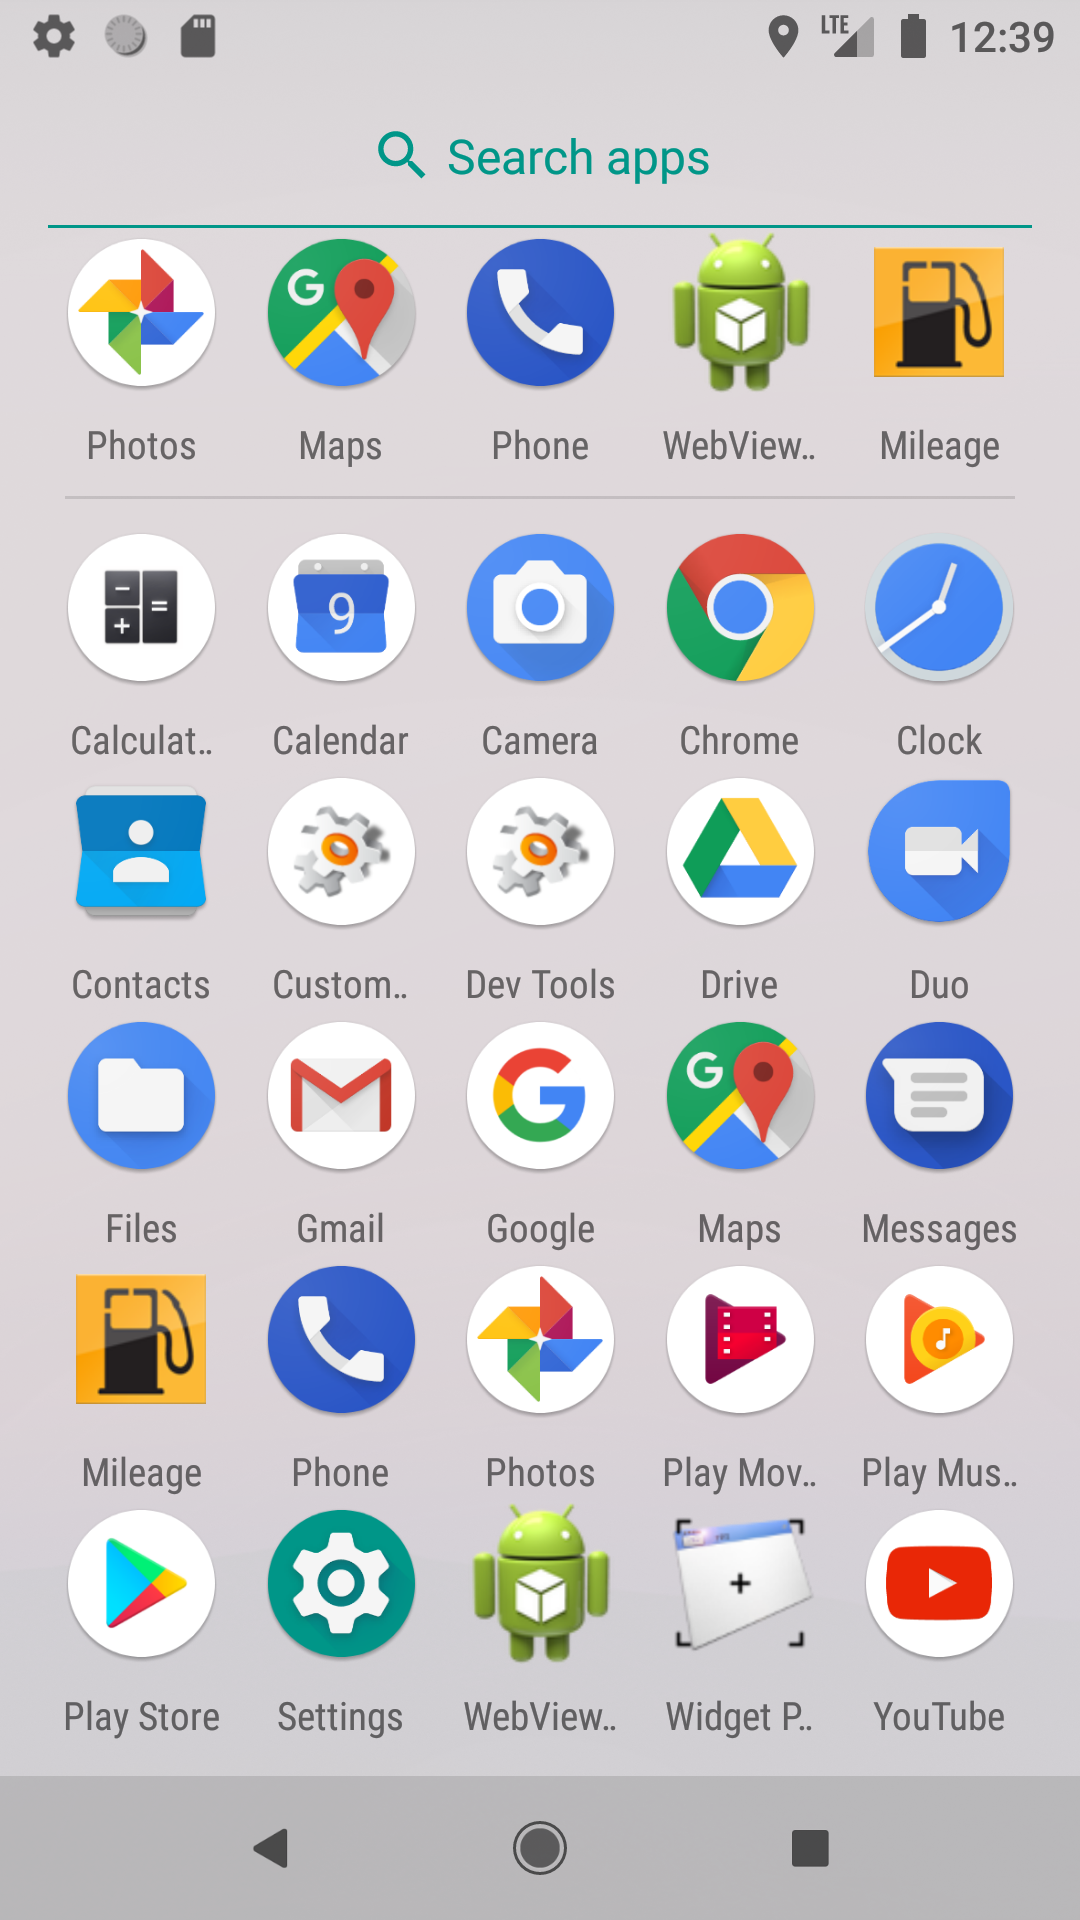 LTE 12:39
Search apps
Photos Maps Phone WebView.. Mileage
Calculat.. Calendar Camera Chrome Clock
Contacts Custom.. Dev Tools Drive Duo
Files Gmail Google Maps Messages
Mileage Phone Photos Play Mov.. Play Mus..
Play Store Settings WebView.. Widget P.. YouTube